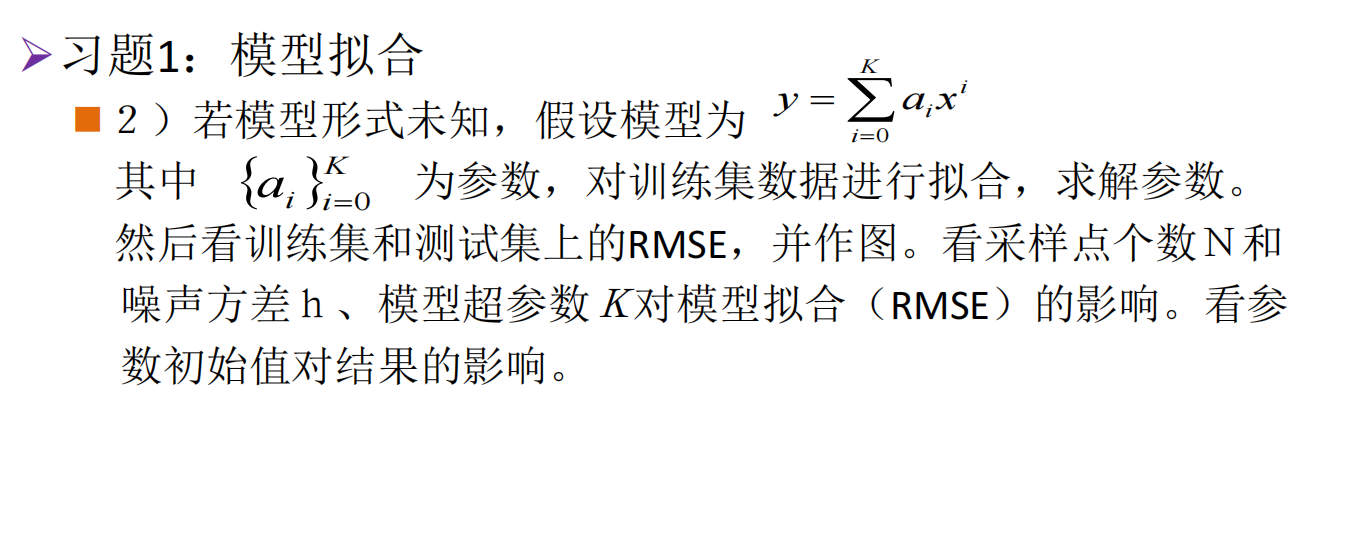 ➢习题1：模型拟合
■ 2）若模型形式未知，假设模型为 $y = \sum_{i=0}^{K} a_i x^i$
其中 $\{a_i\}_{i=0}^{K}$ 为参数，对训练集数据进行拟合，求解参数。
然后看训练集和测试集上的RMSE，并作图。看采样点个数N和
噪声方差h、模型超参数K对模型拟合（RMSE）的影响。看参
数初始值对结果的影响。